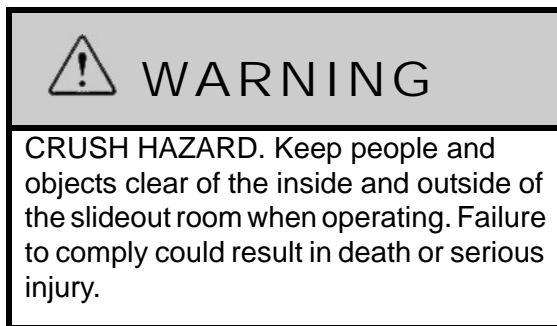 WARNING
CRUSH HAZARD. Keep people and
objects clear of the inside and outside of
the slideout room when operating. Failure
to comply could result in death or serious
injury.